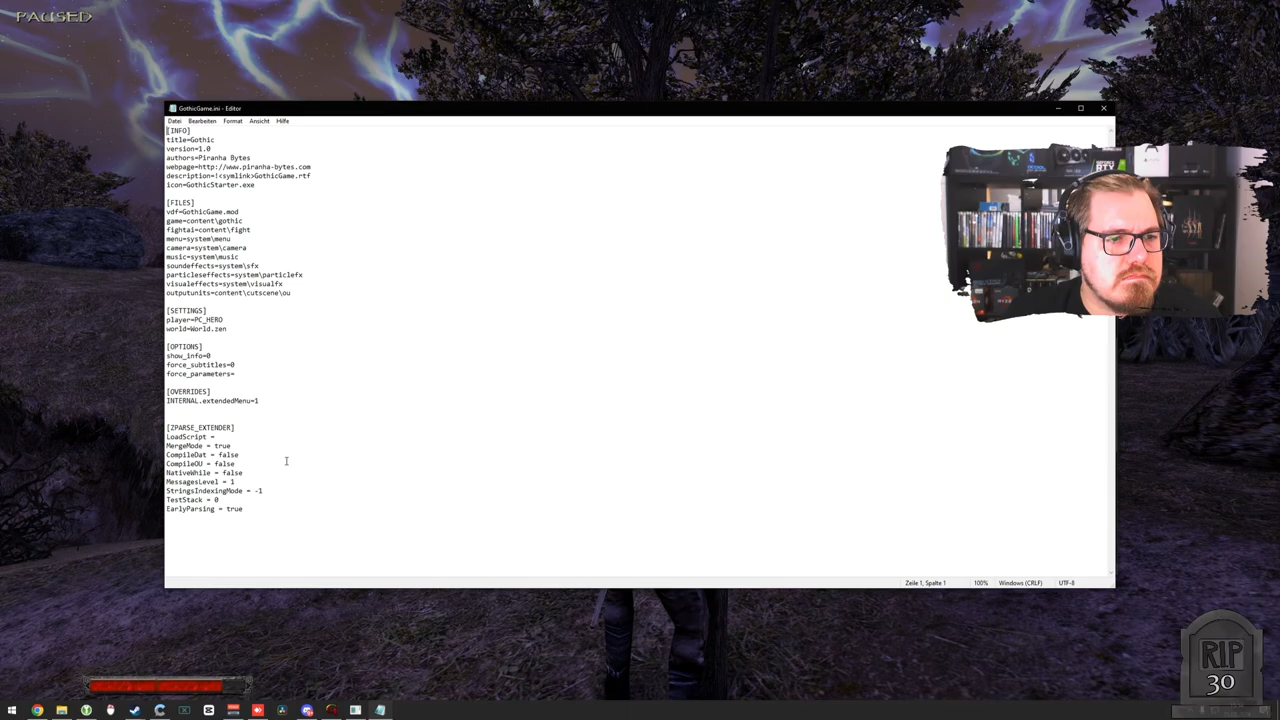 PAUSED
GothicGame.ini - Editor
Datei Bearbeiten Format Ansicht Hilfe
[INFO]
title=Gothic
version=1.0
authors=Piranha Bytes
webpage=http://www.piranha-bytes.com
description=!<symlink>GothicGame.rtf
icon=GothicStarter.exe
[FILES]
vdf=GothicGame.mod
game=content\gothic
fightai=content\fight
menu=system\menu
camera=system\camera
music=system\music
soundeffects=system\sfx
particleseffects=system\particlefx
visualeffects=system\visualfx
outputunits=content\cutscene\ou
[SETTINGS]
player=PC_HERO
world=World.zen
[OPTIONS]
show_info=0
force_subtitles=0
force_parameters=
[OVERRIDES]
INTERNAL.extendedMenu=1
[ZPARSE_EXTENDER]
LoadScript =
MergeMode = true
CompileDat = false
CompileOU = false
NativeWhile = false
MessagesLevel = 1
StringsIndexingMode = -1
TestStack = 0
EarlyParsing = true
Zeile 1, Spalte 1 100% Windows (CRLF) UTF-8
RIP
30